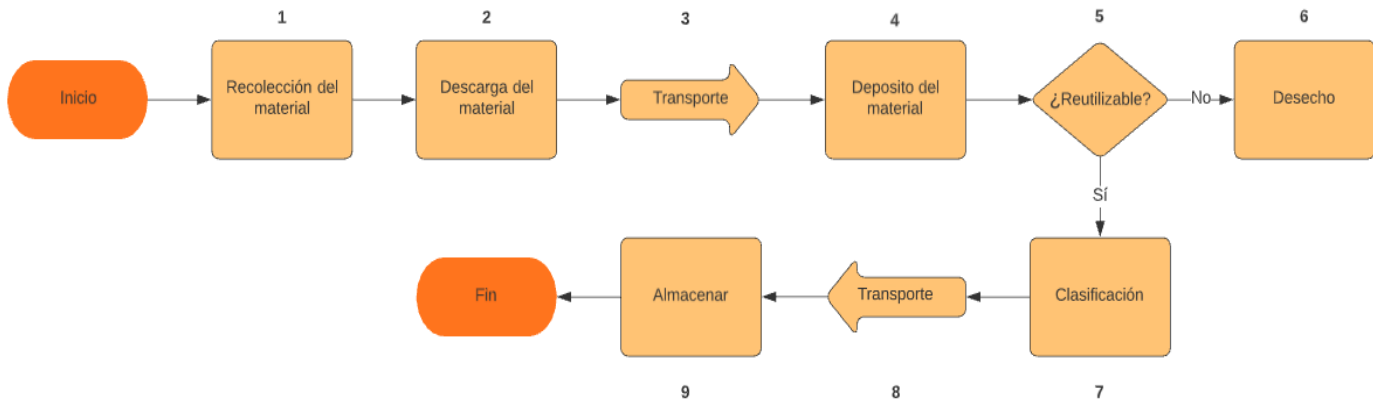 1
2
3
4
5
6
Inicio
Recolección del
material
Descarga del
material
Transporte
Deposito del
material
¿Reutilizable?
No
Desecho
Sí
Fin
Almacenar
Transporte
Clasificación
9
8
7